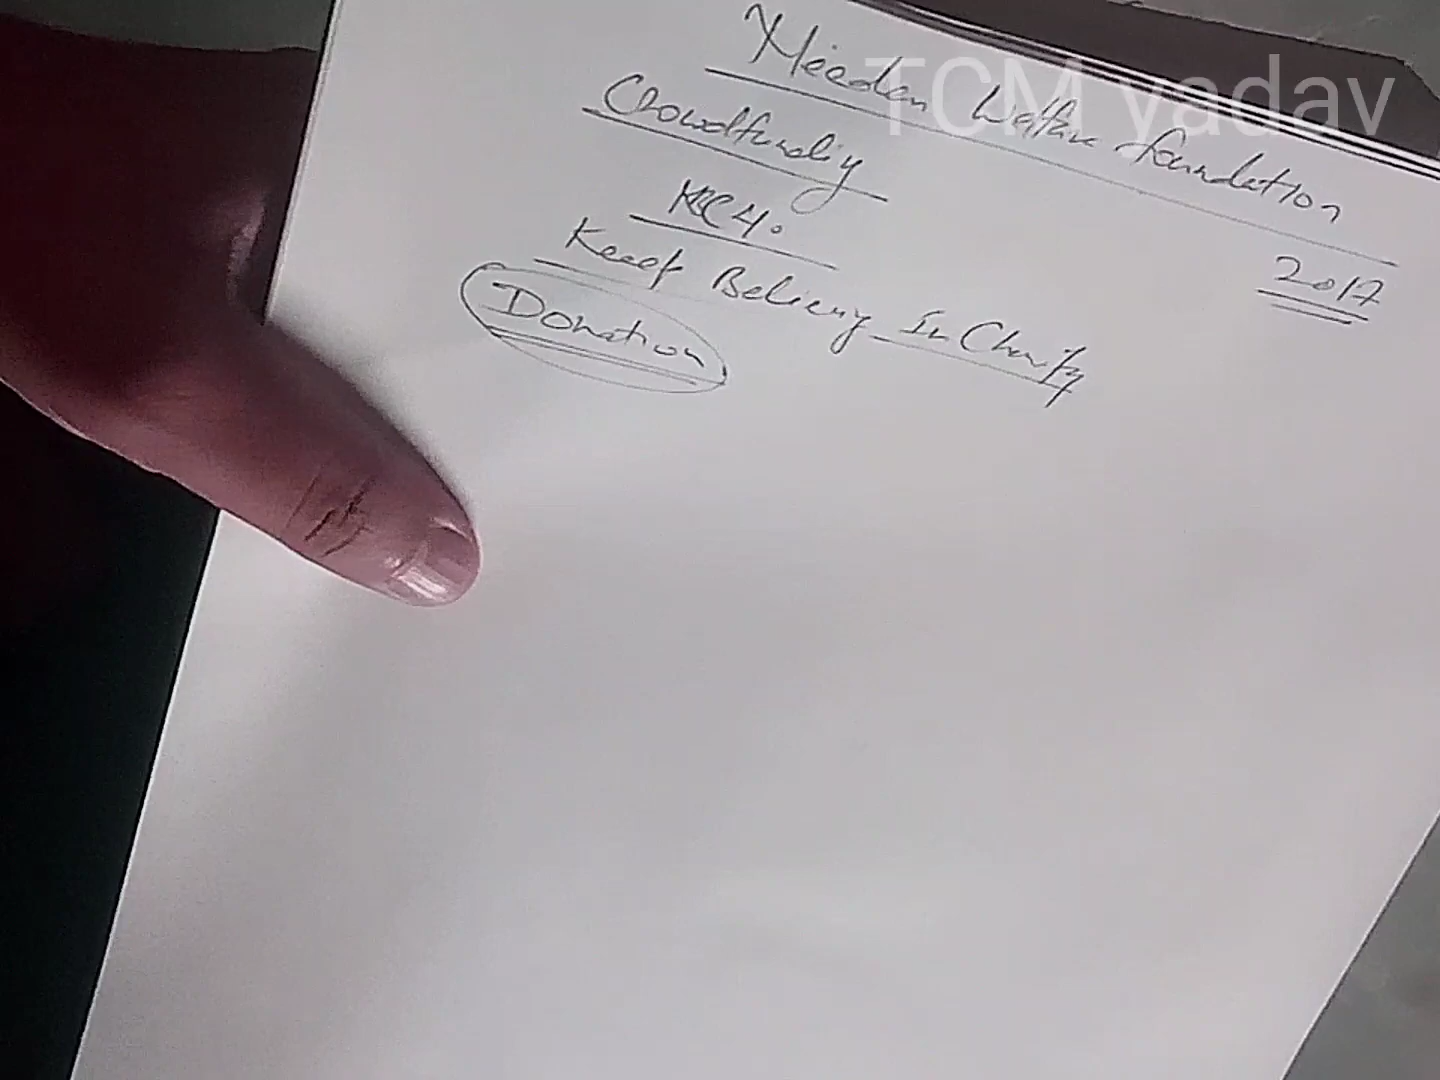 TCM yadav
Welfare Foundation
Crowdfunding
2017
Keep Believing In Charity
Donation